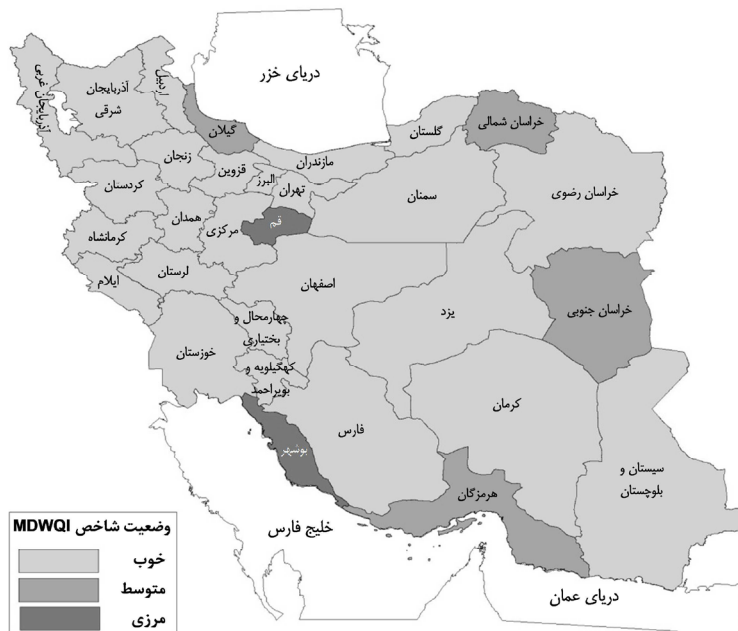 دریای خزر
آذربایجان غربی
آذربایجان
شرقی
اردبیل
گیلان
گلستان
خراسان شمالی
زنجان
قزوین
البرز
مازندران
تهران
سمنان
خراسان رضوی
کردستان
همدان
مرکزی
قم
کرمانشاه
ایلام
لرستان
اصفهان
خراسان جنوبی
یزد
چهارمحال و
بختیاری
خوزستان
کهگیلویه و
بویراحمد
فارس
کرمان
بوشهر
سیستان و
بلوچستان
هرمزگان
خلیج فارس
دریای عمان
وضعیت شاخص MDWQI
خوب
متوسط
مرزی